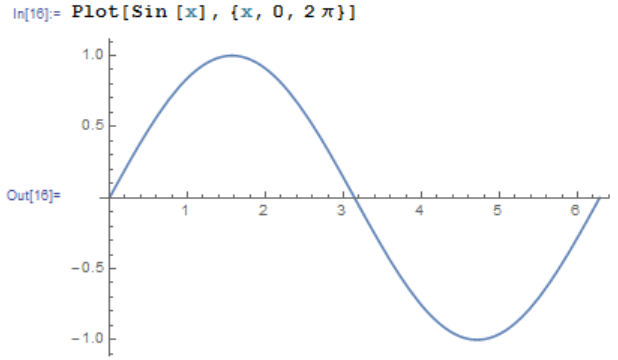 In[16]:= Plot[Sin [x], {x, 0, 2 π}]
1.0
0.5
Out[16]=
1 2 3 4 5 6
-0.5
-1.0